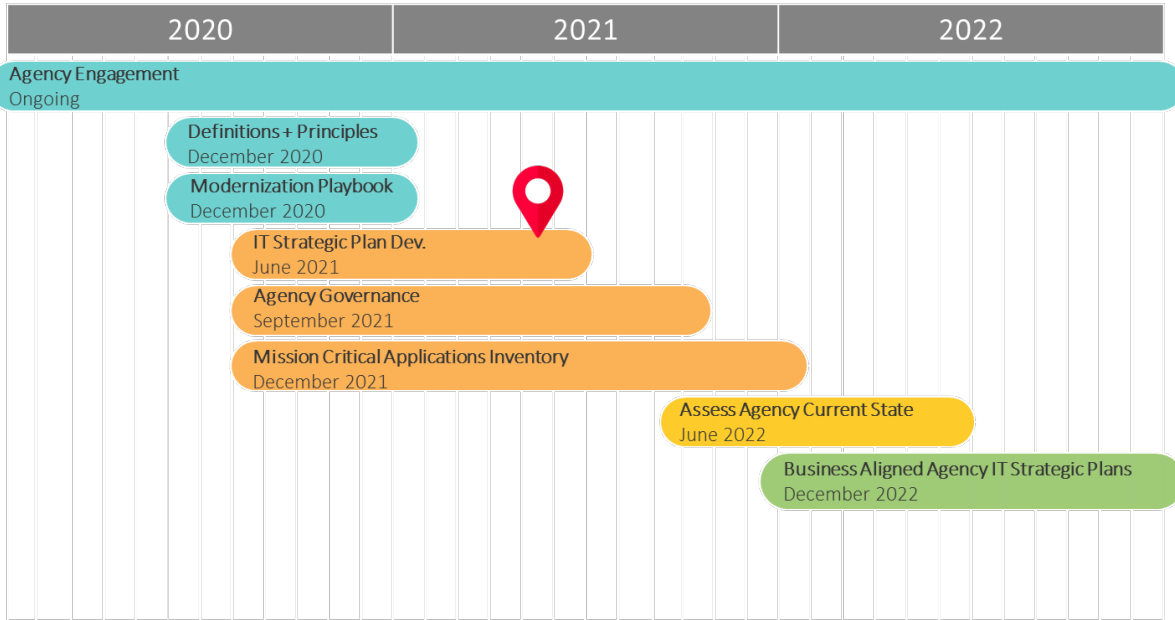 2020
2021
2022
Agency Engagement
Ongoing
Definitions + Principles
December 2020
Modernization Playbook
December 2020
IT Strategic Plan Dev.
June 2021
Agency Governance
September 2021
Mission Critical Applications Inventory
December 2021
Assess Agency Current State
June 2022
Business Aligned Agency IT Strategic Plans
December 2022